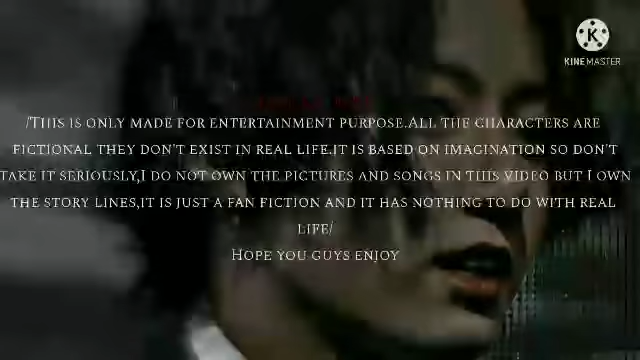 K
KINEMASTER
/THIS IS ONLY MADE FOR ENTERTAINMENT PURPOSE.ALL THE CHARACTERS ARE
FICTIONAL THEY DON'T EXIST IN REAL LIFE.IT IS BASED ON IMAGINATION SO DON'T
TAKE IT SERIOUSLY,I DO NOT OWN THE PICTURES AND SONGS IN THIS VIDEO BUT I OWN
THE STORY LINES,IT IS JUST A FAN FICTION AND IT HAS NOTHING TO DO WITH REAL
LIFE/
HOPE YOU GUYS ENJOY